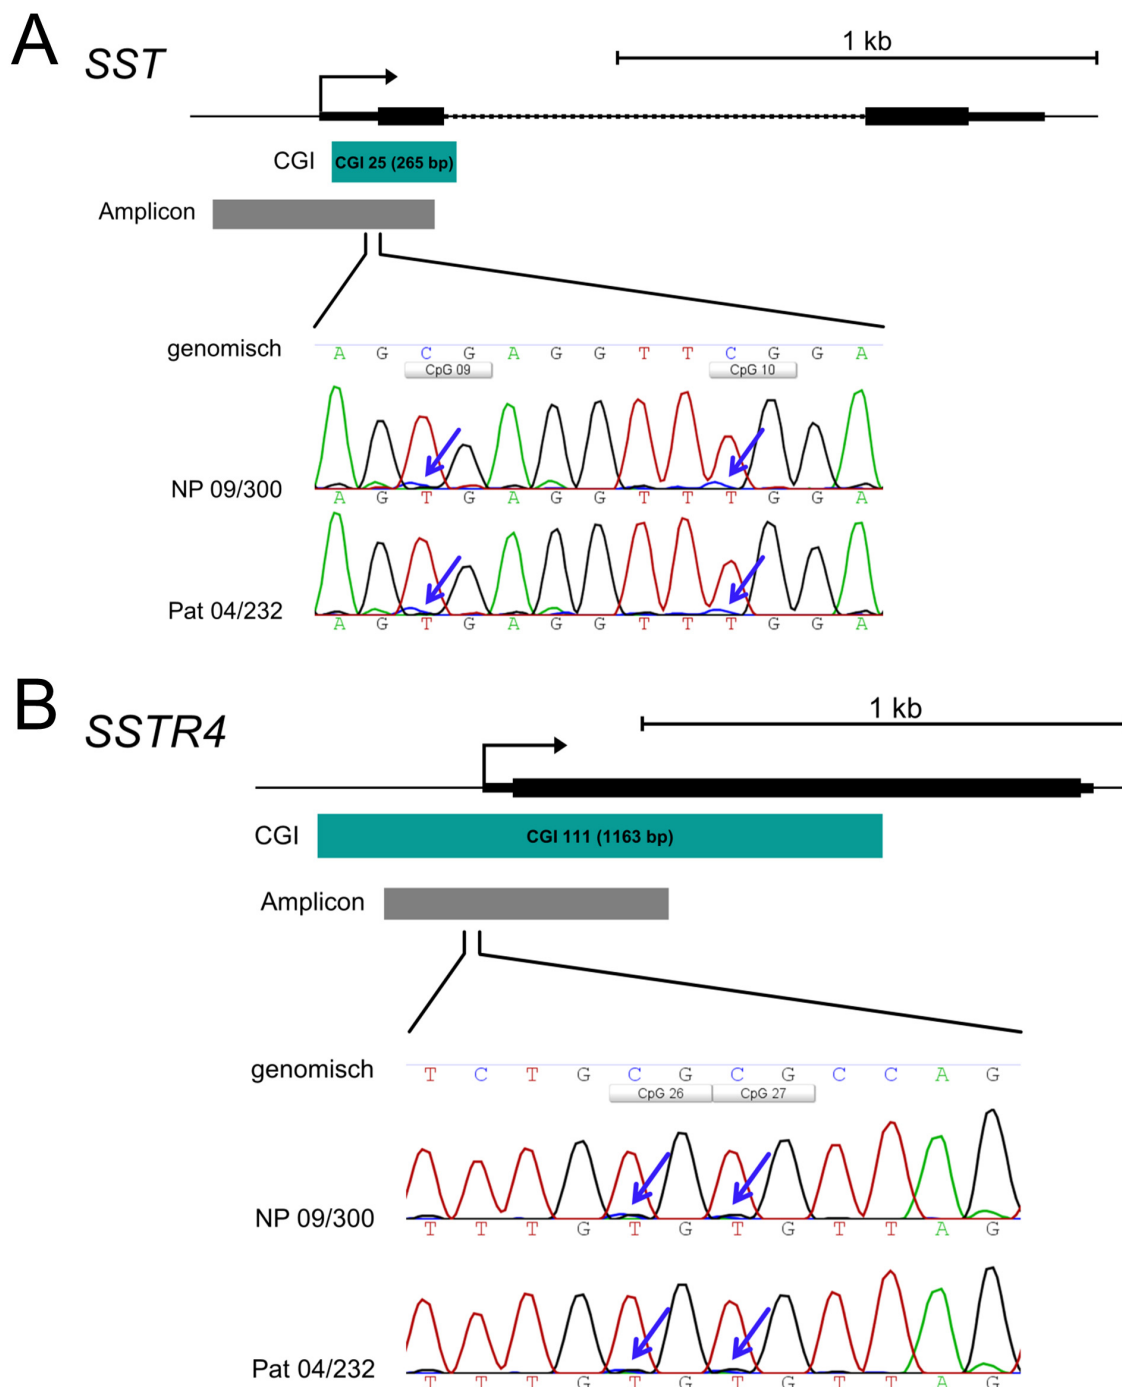 A
SST
1 kb
CGI
CGI 25 (265 bp)
Amplicon
genomisch
A G C G A G G T T C G G A
CpG 09
CpG 10
NP 09/300
A G T G A G G T T T G G A
Pat 04/232
A G T G A G G T T T G G A
B
SSTR4
1 kb
CGI
CGI 111 (1163 bp)
Amplicon
genomisch
T C T G C G C G C C A G
CpG 26
CpG 27
NP 09/300
T T T G T G T G T T A G
Pat 04/232
T T T G T G T G T T A G